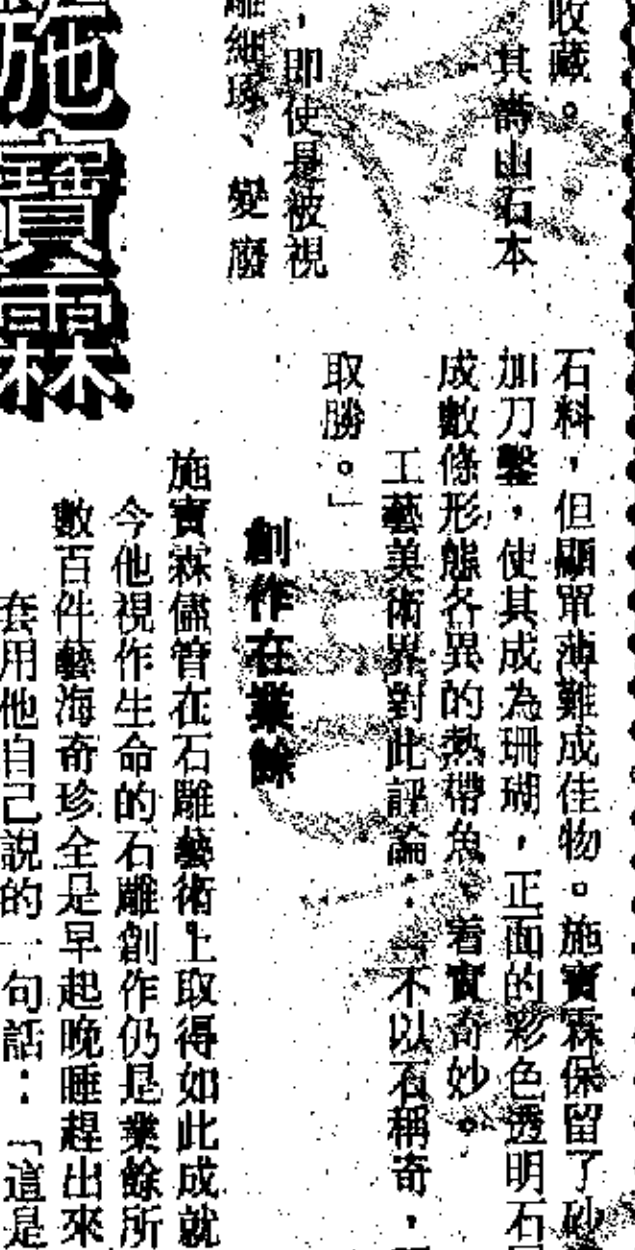 收藏。
其壽山石本
，即使是被視
雕細琢、變廢
施寶霖
石料，但顯單薄難成佳物。施寶霖保留了砂
加刀鑿，使其成為珊瑚，正面的彩色透明石
成數條形態各異的熱帶魚，着實奇妙。
工藝美術界對此評論：「不以石稱奇，
取勝。」
創作在業餘
施寶霖儘管在石雕藝術上取得如此成就
今他視作生命的石雕創作仍是業餘所
數百件藝海奇珍全是早起晚睡趕出來
套用他自己說的一句話：「這是